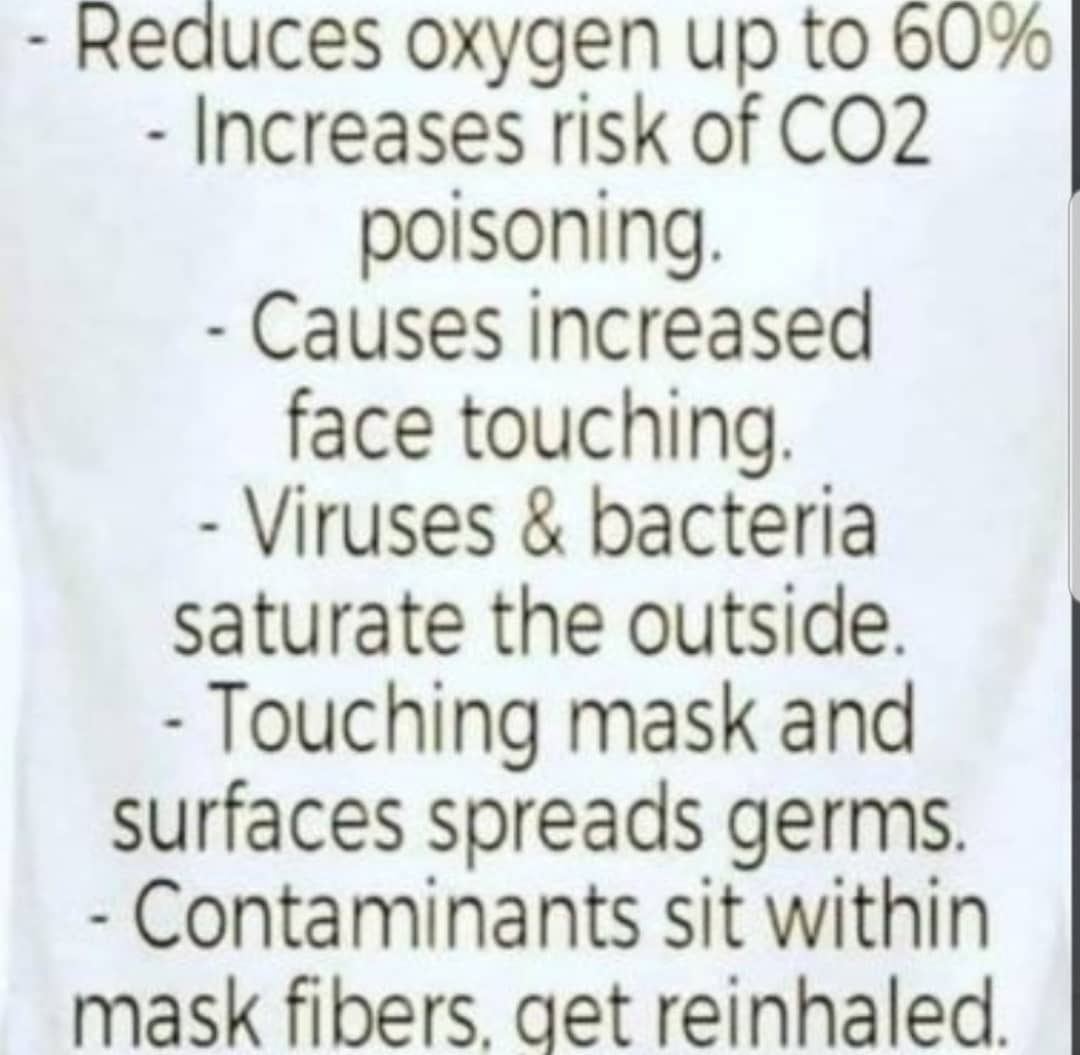 - Reduces oxygen up to 60%
- Increases risk of CO2
poisoning.
- Causes increased
face touching.
- Viruses & bacteria
saturate the outside.
- Touching mask and
surfaces spreads germs.
- Contaminants sit within
mask fibers, get reinhaled.